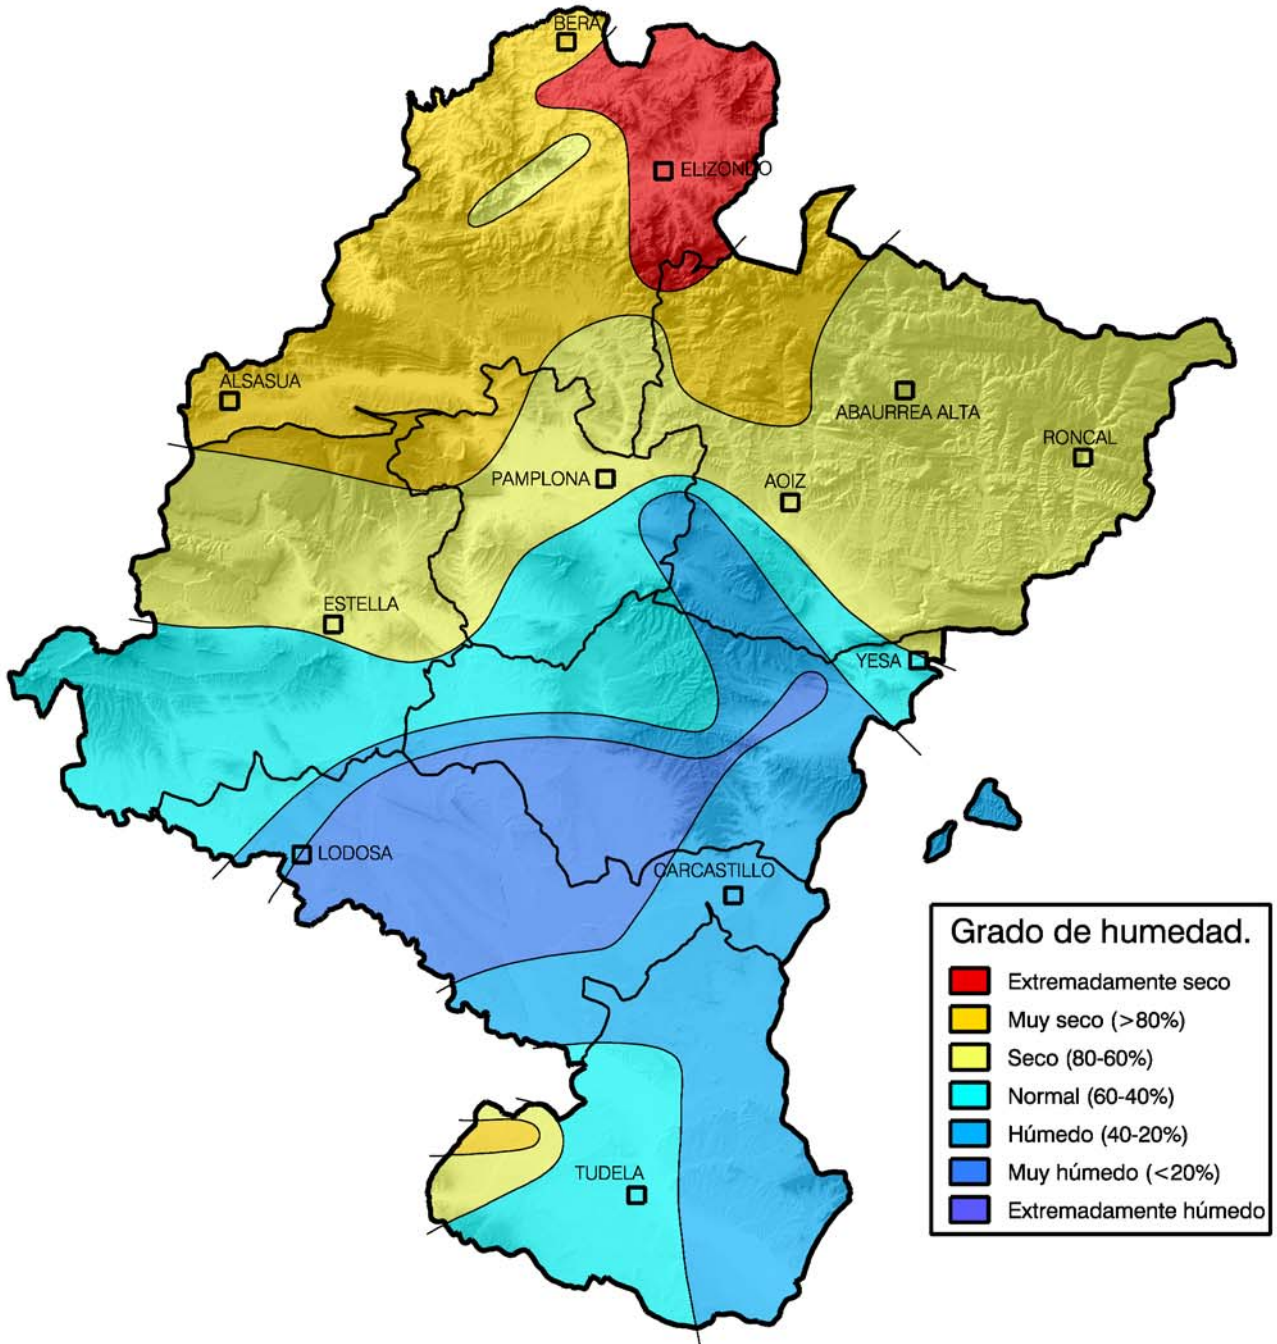 BERA
ELIZONDO
ALSASUA
ABAURREA ALTA
RONCAL
PAMPLONA
AOIZ
ESTELLA
YESA
LODOSA
CARCASTILLO
TUDELA
Grado de humedad.
Extremadamente seco
Muy seco (>80%)
Seco (80-60%)
Normal (60-40%)
Húmedo (40-20%)
Muy húmedo (<20%)
Extremadamente húmedo